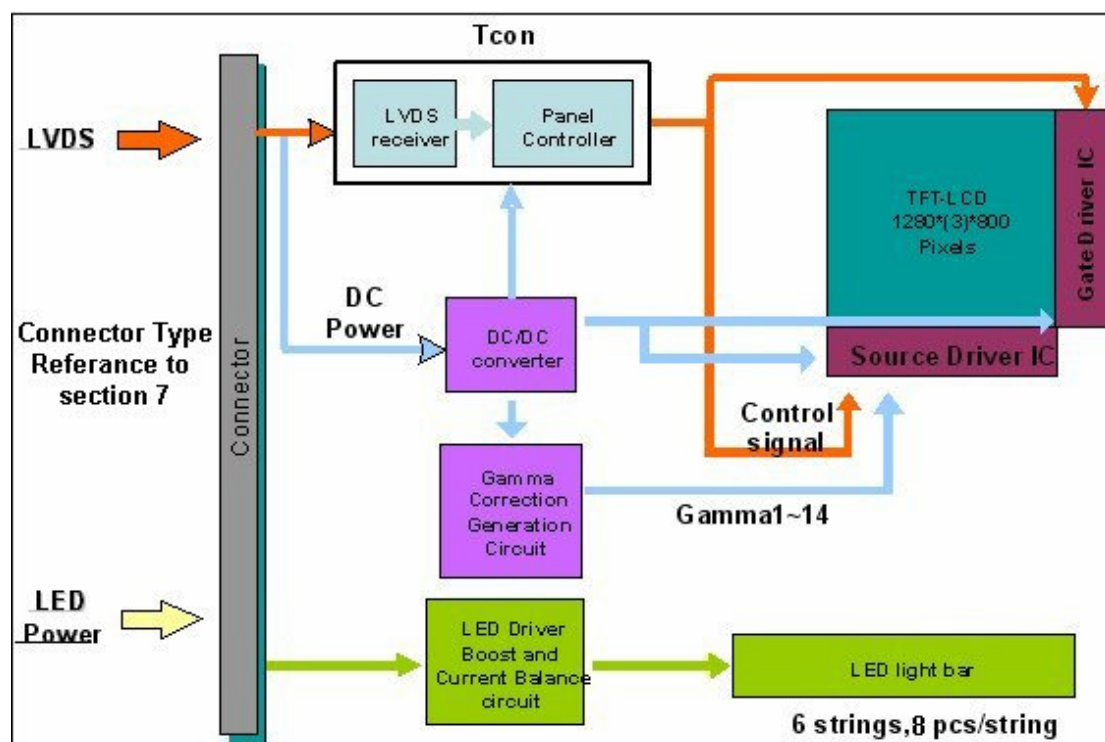 Tcon
LVDS
LVDS
receiver
Panel
Controller
TFT-LCD
1280*(3)*800
Pixels
Gate Driver IC
Source Driver IC
DC
Power
DC/DC
converter
Connector Type
Referance to
section 7
Connector
Control
signal
Gamma
Correction
Generation
Circuit
Gamma1~14
LED
Power
LED Driver
Boost and
Current Balance
circuit
LED light bar
6 strings,8 pcs/string